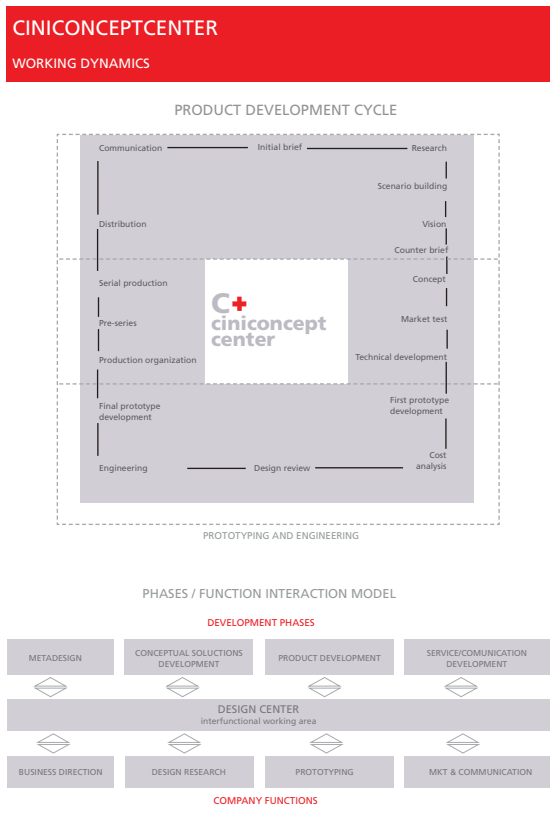 CINICONCEPTCENTER
WORKING DYNAMICS
PRODUCT DEVELOPMENT CYCLE
Communication
Initial brief
Research
Scenario building
Distribution
Vision
Counter brief
Serial production
Concept
C+
ciniconcept
center
Pre-series
Market test
Production organization
Technical development
Final prototype
development
First prototype
development
Cost
analysis
Engineering
Design review
PROTOTYPING AND ENGINEERING
PHASES / FUNCTION INTERACTION MODEL
DEVELOPMENT PHASES
METADESIGN
CONCEPTUAL SOLUCTIONS
DEVELOPMENT
PRODUCT DEVELOPMENT
SERVICE/COMUNICATION
DEVELOPMENT
DESIGN CENTER
interfunctional working area
BUSINESS DIRECTION
DESIGN RESEARCH
PROTOTYPING
MKT & COMMUNICATION
COMPANY FUNCTIONS